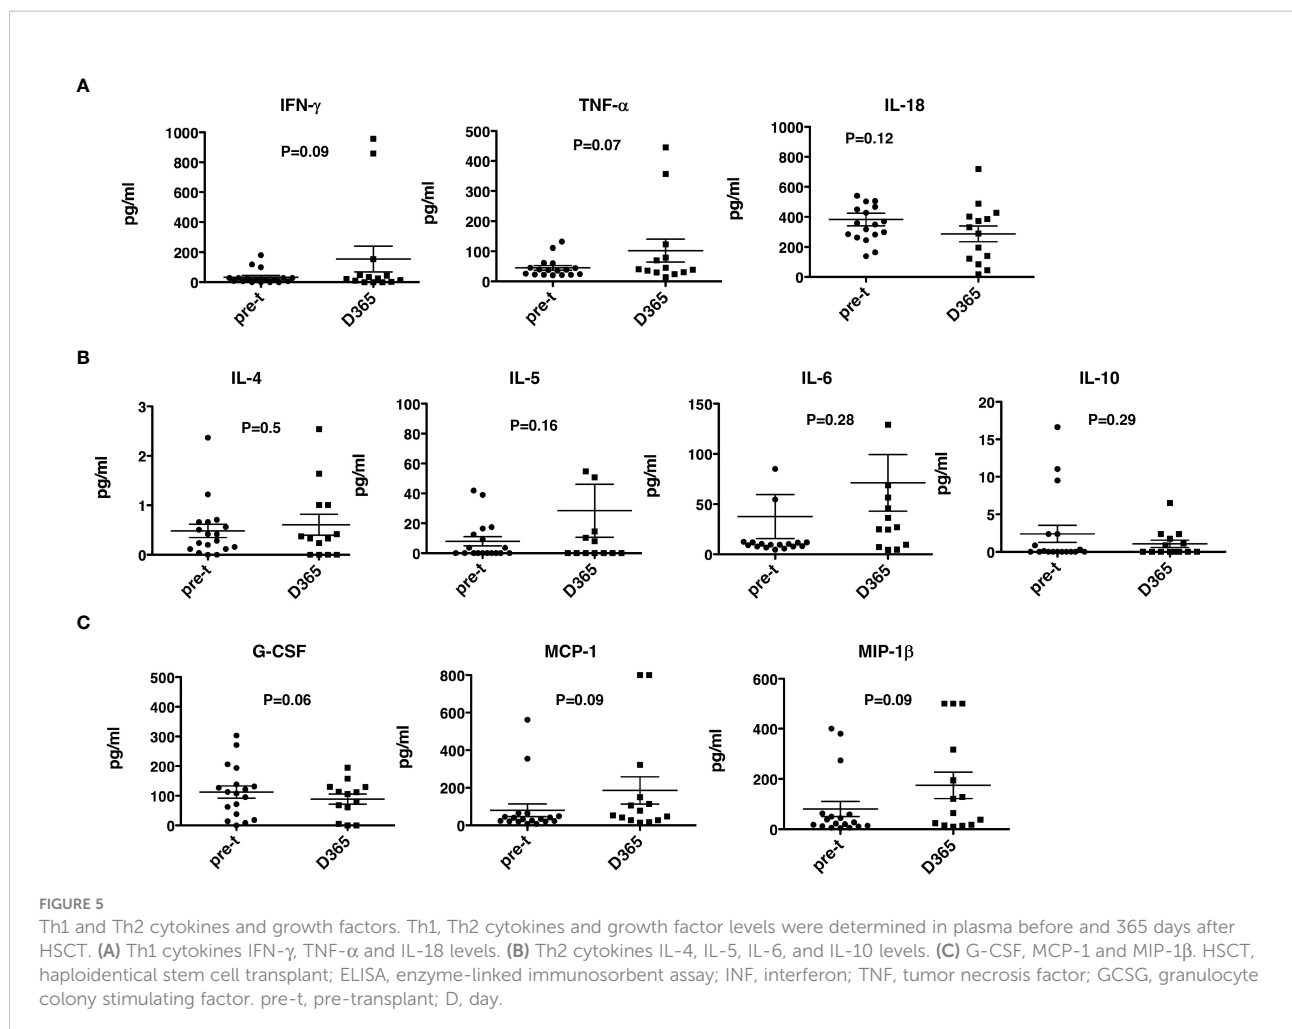 A
IFN-γ
TNF-α
IL-18
pg/ml
1000
800
600
400
200
0
P=0.09
pre-t
D365
pg/ml
500
400
300
200
100
0
P=0.07
pre-t
D365
pg/ml
1000
800
600
400
200
0
P=0.12
pre-t
D365
B
IL-4
IL-5
IL-6
IL-10
pg/ml
3
2
1
0
P=0.5
pre-t
D365
pg/ml
100
80
60
40
20
0
P=0.16
pre-t
D365
pg/ml
150
100
50
0
P=0.28
pre-t
D365
pg/ml
20
15
10
5
0
P=0.29
pre-t
D365
C
G-CSF
MCP-1
MIP-1β
pg/ml
500
400
300
200
100
0
P=0.06
pre-t
D365
pg/ml
800
600
400
200
0
P=0.09
pre-t
D365
pg/ml
600
400
200
0
P=0.09
pre-t
D365
FIGURE 5
Th1 and Th2 cytokines and growth factors. Th1, Th2 cytokines and growth factor levels were determined in plasma before and 365 days after
HSCT. (A) Th1 cytokines IFN-γ, TNF-α and IL-18 levels. (B) Th2 cytokines IL-4, IL-5, IL-6, and IL-10 levels. (C) G-CSF, MCP-1 and MIP-1β. HSCT,
haploidentical stem cell transplant; ELISA, enzyme-linked immunosorbent assay; INF, interferon; TNF, tumor necrosis factor; GCSG, granulocyte
colony stimulating factor. pre-t, pre-transplant; D, day.